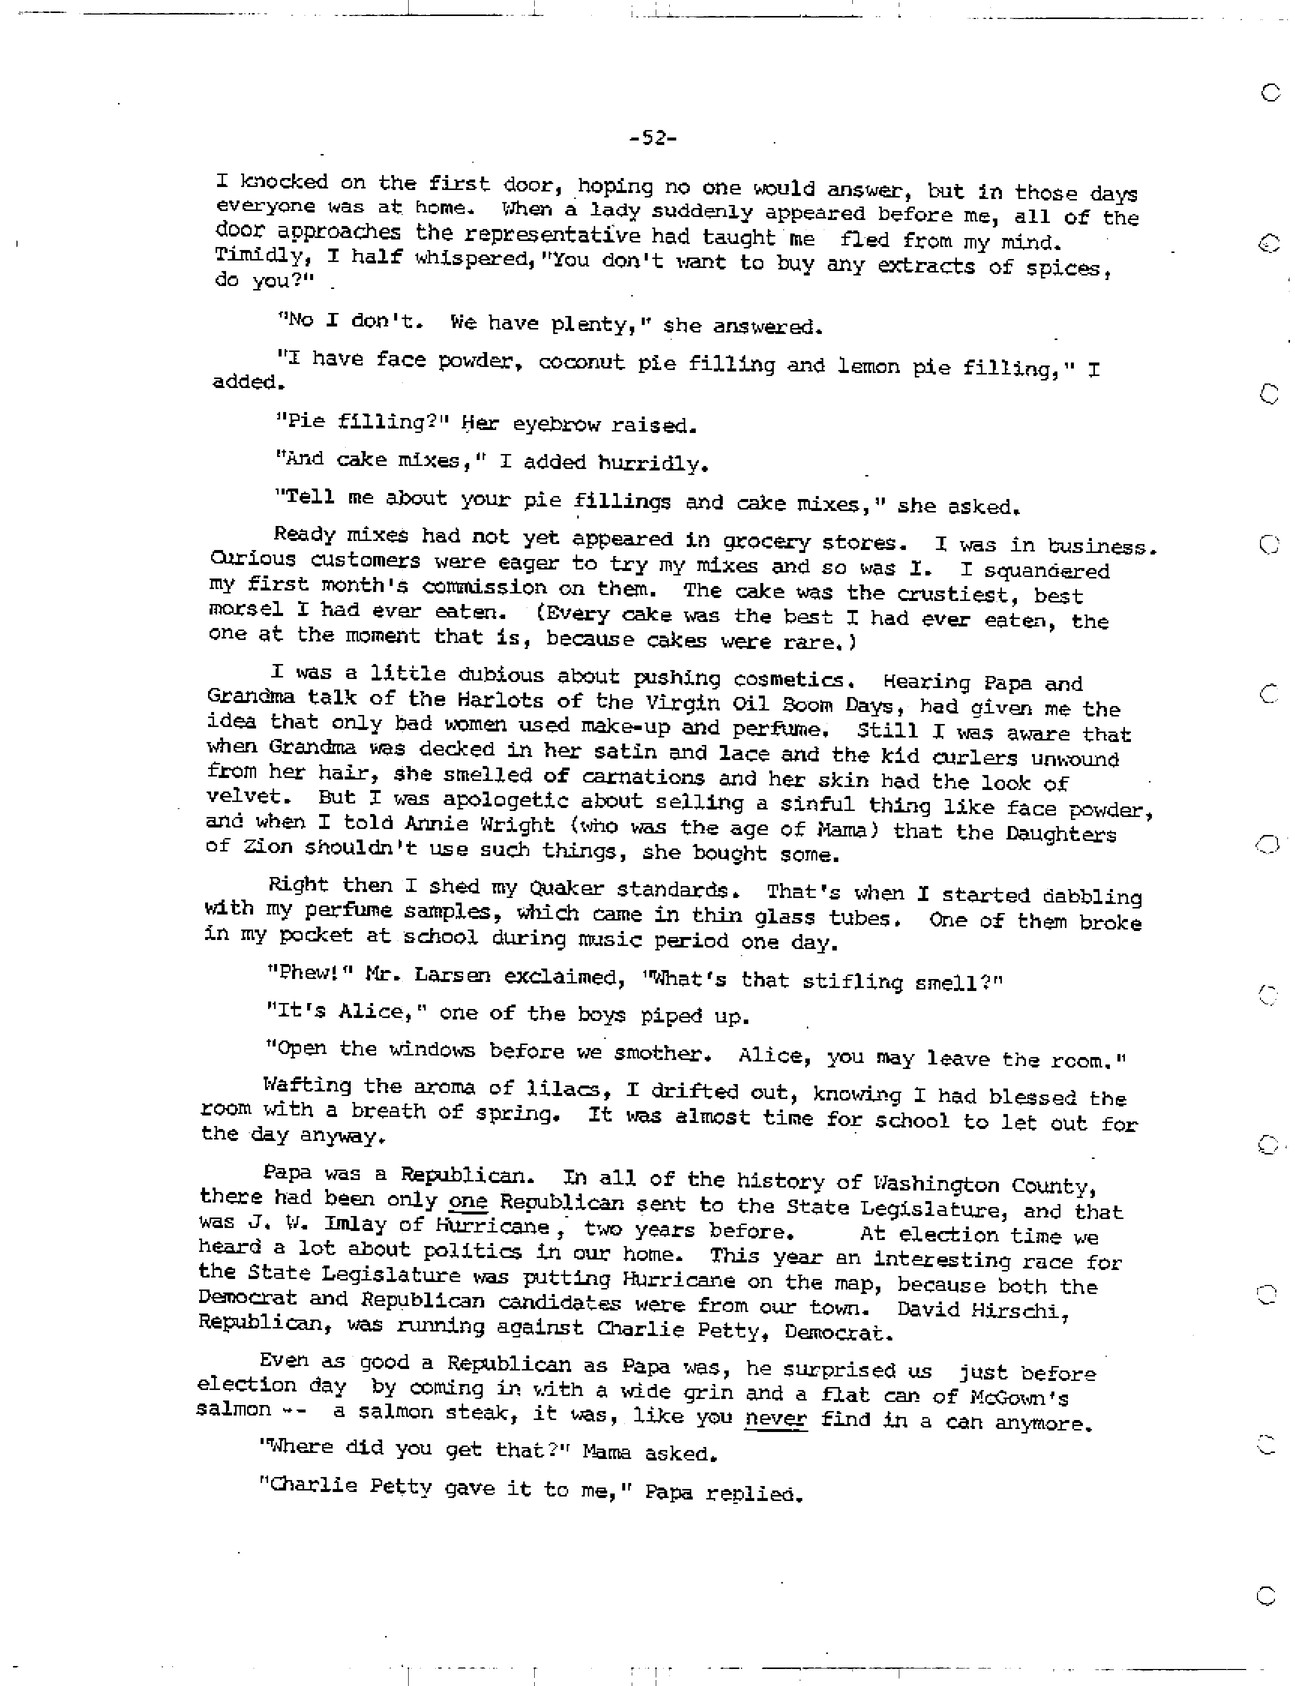 -52-
I knocked on the first door, hoping no one would answer, but in those days
everyone was at home. When a lady suddenly appeared before me, all of the
door approaches the representative had taught me fled from my mind.
Timidly, I half whispered,"You don't want to buy any extracts of spices,
do you?"
"No I don't. We have plenty," she answered.
"I have face powder, coconut pie filling and lemon pie filling," I
added.
"Pie filling?" Her eyebrow raised.
"And cake mixes," I added hurridly.
"Tell me about your pie fillings and cake mixes," she asked.
Ready mixes had not yet appeared in grocery stores. I was in business.
Curious customers were eager to try my mixes and so was I. I squandered
my first month's commission on them. The cake was the crustiest, best
morsel I had ever eaten. (Every cake was the best I had ever eaten, the
one at the moment that is, because cakes were rare.)
I was a little dubious about pushing cosmetics. Hearing Papa and
Grandma talk of the Harlots of the Virgin Oil Boom Days, had given me the
idea that only bad women used make-up and perfume. Still I was aware that
when Grandma was decked in her satin and lace and the kid curlers unwound
from her hair, she smelled of carnations and her skin had the look of
velvet. But I was apologetic about selling a sinful thing like face powder,
and when I told Annie Wright (who was the age of Mama) that the Daughters
of Zion shouldn't use such things, she bought some.
Right then I shed my Quaker standards. That's when I started dabbling
with my perfume samples, which came in thin glass tubes. One of them broke
in my pocket at school during music period one day.
"Phew!" Mr. Larsen exclaimed, "What's that stifling smell?"
"It's Alice," one of the boys piped up.
"Open the windows before we smother. Alice, you may leave the room."
Wafting the aroma of lilacs, I drifted out, knowing I had blessed the
room with a breath of spring. It was almost time for school to let out for
the day anyway.
Papa was a Republican. In all of the history of Washington County,
there had been only one Republican sent to the State Legislature, and that
was J. W. Imlay of Hurricane, two years before. At election time we
heard a lot about politics in our home. This year an interesting race for
the State Legislature was putting Hurricane on the map, because both the
Democrat and Republican candidates were from our town. David Hirschi,
Republican, was running against Charlie Petty, Democrat.
Even as good a Republican as Papa was, he surprised us just before
election day by coming in with a wide grin and a flat can of McGown's
salmon -- a salmon steak, it was, like you never find in a can anymore.
"Where did you get that?" Mama asked.
"Charlie Petty gave it to me," Papa replied.